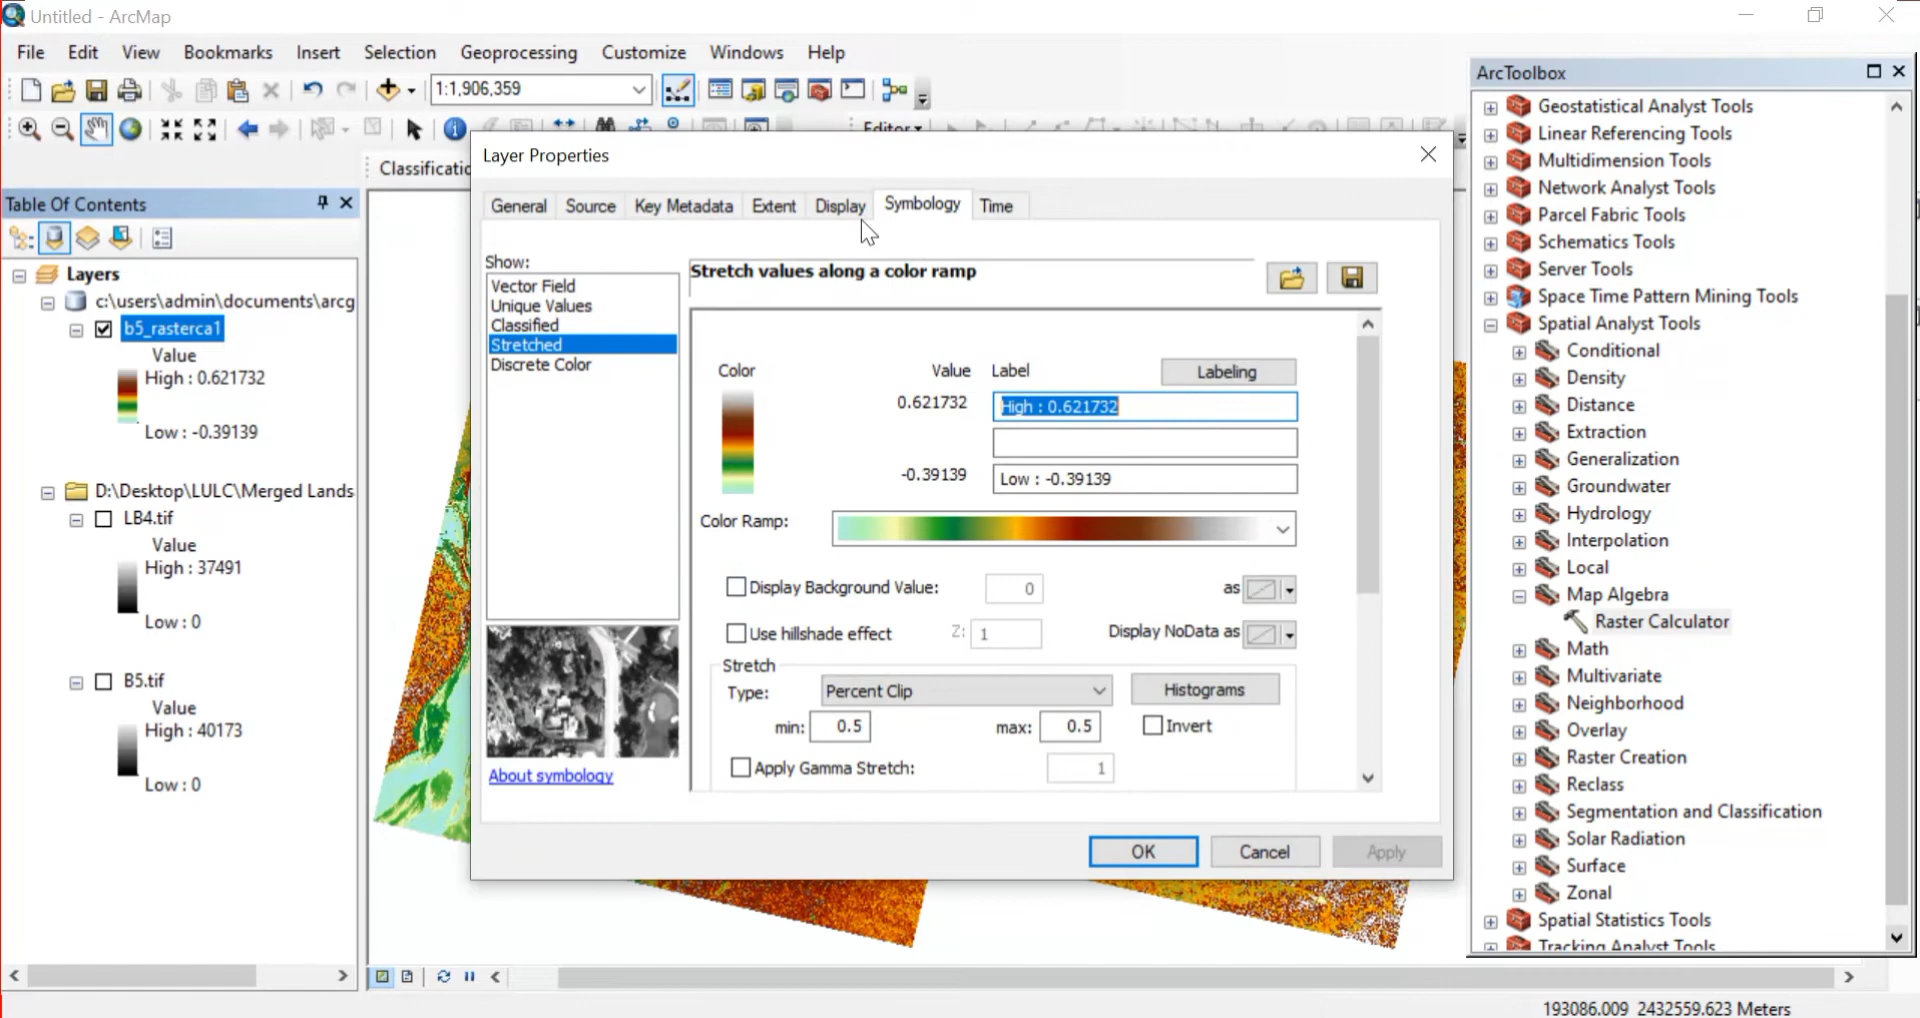 Untitled - ArcMap
File Edit View Bookmarks Insert Selection Geoprocessing Customize Windows Help
1:1,906,359
Editor
Classificatio
Table Of Contents
Layers
c:\users\admin\documents\arcg
b5_rasterca1
Value
High : 0.621732
Low : -0.39139
D:\Desktop\LULC\Merged Lands
LB4.tif
Value
High : 37491
Low : 0
B5.tif
Value
High : 40173
Low : 0
Layer Properties
General Source Key Metadata Extent Display Symbology Time
Show:
Vector Field
Unique Values
Classified
Stretched
Discrete Color
About symbology
Stretch values along a color ramp
Color Value Label Labeling
0.621732 High : 0.621732
-0.39139 Low : -0.39139
Color Ramp:
Display Background Value: 0 as
Use hillshade effect Z: 1 Display NoData as
Stretch
Type: Percent Clip Histograms
min: 0.5 max: 0.5 Invert
Apply Gamma Stretch: 1
OK Cancel Apply
ArcToolbox
Geostatistical Analyst Tools
Linear Referencing Tools
Multidimension Tools
Network Analyst Tools
Parcel Fabric Tools
Schematics Tools
Server Tools
Space Time Pattern Mining Tools
Spatial Analyst Tools
Conditional
Density
Distance
Extraction
Generalization
Groundwater
Hydrology
Interpolation
Local
Map Algebra
Raster Calculator
Math
Multivariate
Neighborhood
Overlay
Raster Creation
Reclass
Segmentation and Classification
Solar Radiation
Surface
Zonal
Spatial Statistics Tools
Tracking Analyst Tools
193086.009 2432559.623 Meters